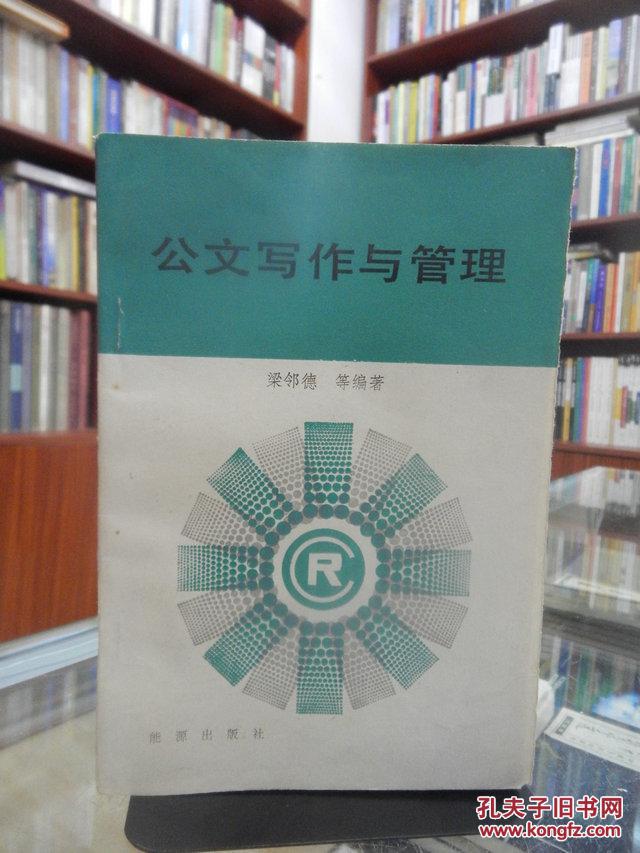 公文写作与管理
梁邻德 等编著
R
能源出版社
孔夫子旧书网
www.kongfz.com